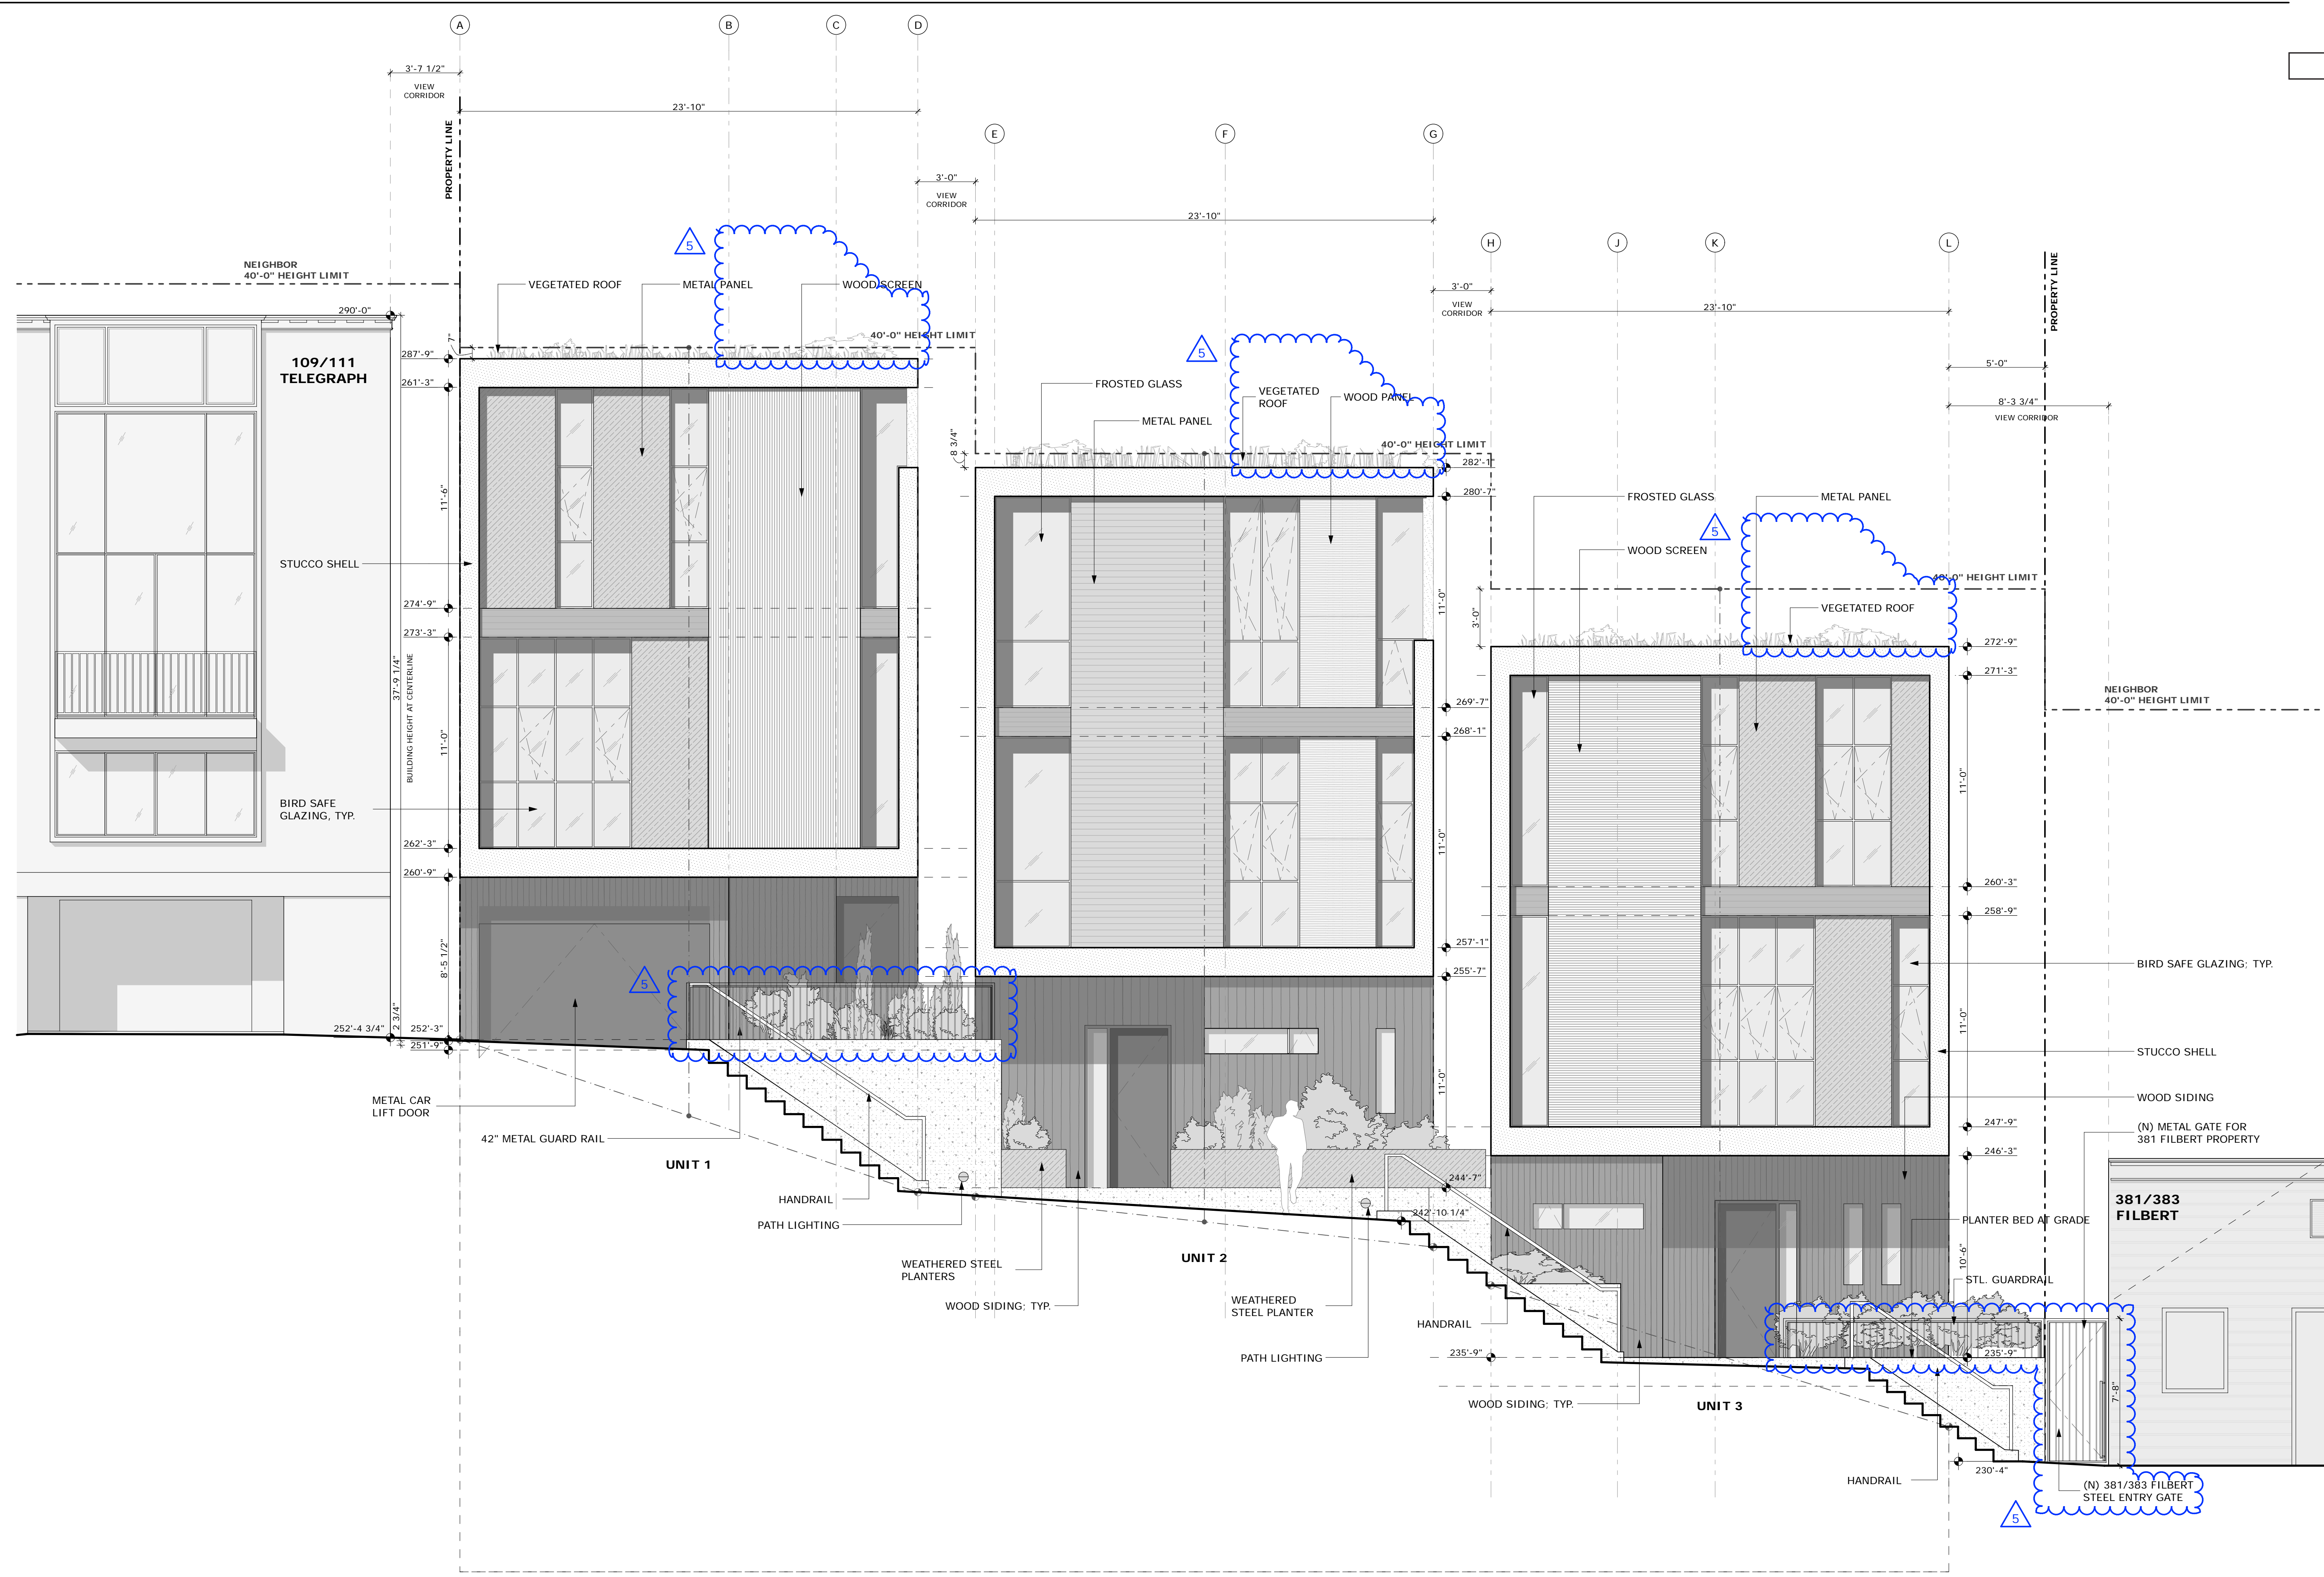 A
B
C
D
3'-7 1/2"
VIEW
CORRIDOR
23'-10"
PROPERTY LINE
E
F
G
3'-0"
VIEW
CORRIDOR
23'-10"
5
H
J
K
L
NEIGHBOR
40'-0" HEIGHT LIMIT
VEGETATED ROOF
METAL PANEL
WOOD SCREEN
3'-0"
VIEW
CORRIDOR
23'-10"
PROPERTY LINE
290'-0"
7"
40'-0" HEIGHT LIMIT
5
109/111
TELEGRAPH
287'-9"
261'-3"
FROSTED GLASS
VEGETATED
ROOF
WOOD PANEL
METAL PANEL
5'-0"
8'-3 3/4"
VIEW CORRIDOR
8 3/4"
40'-0" HEIGHT LIMIT
282'-1"
280'-7"
11'-6"
FROSTED GLASS
METAL PANEL
5
WOOD SCREEN
STUCCO SHELL
40'-0" HEIGHT LIMIT
274'-9"
273'-3"
11'-0"
3'-0"
VEGETATED ROOF
272'-9"
271'-3"
37'-9 1/4"
BUILDING HEIGHT AT CENTERLINE
11'-0"
269'-7"
268'-1"
NEIGHBOR
40'-0" HEIGHT LIMIT
BIRD SAFE
GLAZING, TYP.
11'-0"
11'-0"
262'-3"
260'-9"
260'-3"
258'-9"
8'-5 1/2"
257'-1"
255'-7"
BIRD SAFE GLAZING; TYP.
5
252'-4 3/4"
2 3/4"
252'-3"
251'-9"
11'-0"
11'-0"
STUCCO SHELL
METAL CAR
LIFT DOOR
42" METAL GUARD RAIL
WOOD SIDING
247'-9"
246'-3"
(N) METAL GATE FOR
381 FILBERT PROPERTY
UNIT 1
HANDRAIL
PATH LIGHTING
244'-7"
242'-10 1/4"
381/383
FILBERT
PLANTER BED AT GRADE
UNIT 2
WEATHERED STEEL
PLANTERS
WOOD SIDING; TYP.
WEATHERED
STEEL PLANTER
10'-6"
STL. GUARDRAIL
HANDRAIL
PATH LIGHTING
235'-9"
235'-9"
7'-8"
WOOD SIDING; TYP.
UNIT 3
HANDRAIL
230'-4"
(N) 381/383 FILBERT
STEEL ENTRY GATE
5